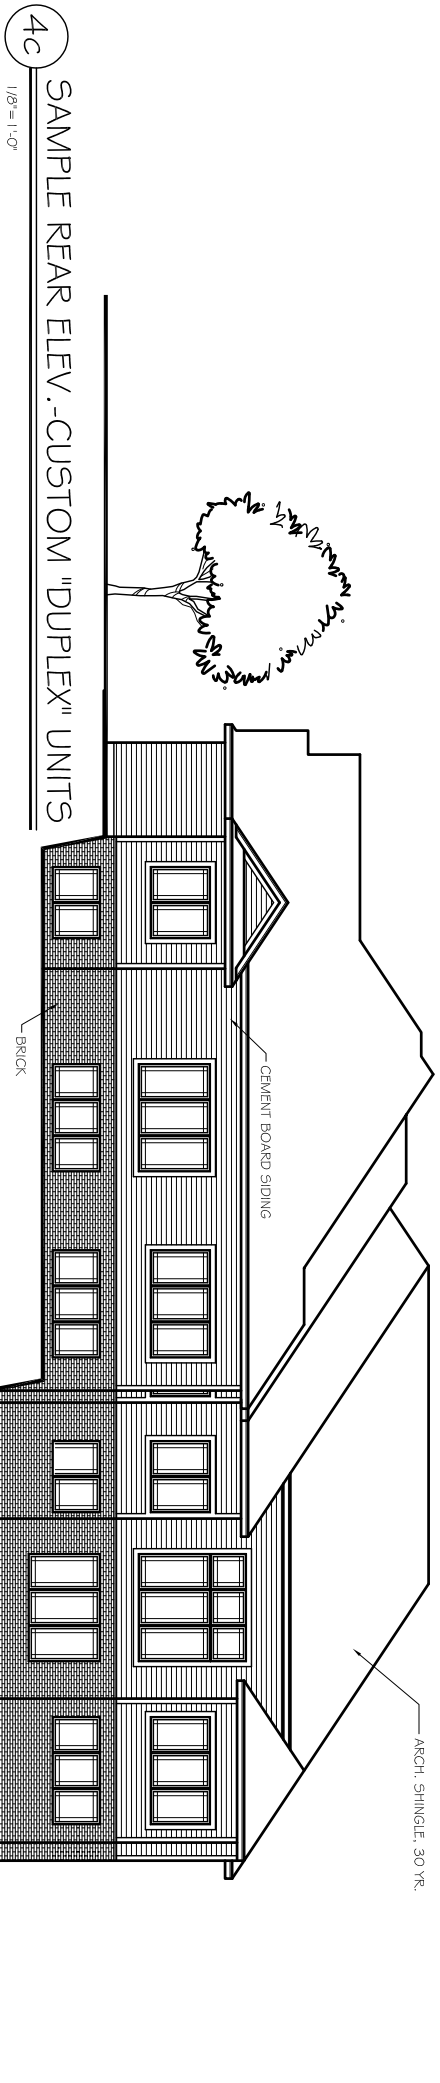 ARCH. SHINGLE, 30 YR.
CEMENT BOARD SIDING
BRICK
4c
SAMPLE REAR ELEV.-CUSTOM "DUPLEX" UNITS
1/8"=1'-0"